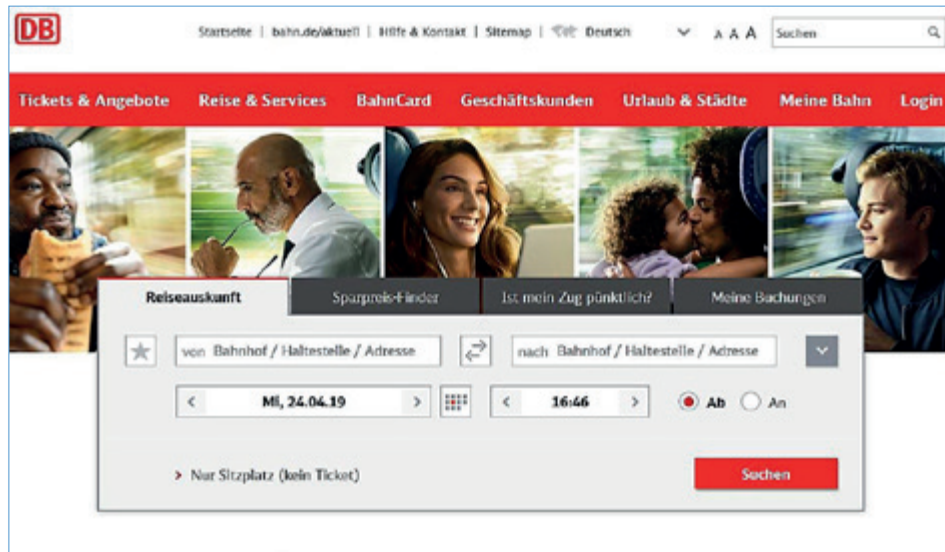 DB
Startseite | bahn.de/aktuell | Hilfe & Kontakt | Sitemap | Deutsch A A A Suchen
Tickets & Angebote Reise & Services BahnCard Geschäftskunden Urlaub & Städte Meine Bahn Login
Reiseauskunft Sparpreis-Finder Ist mein Zug pünktlich? Meine Buchungen
von Bahnhof / Haltestelle / Adresse nach Bahnhof / Haltestelle / Adresse
Mi, 24.04.19 16:46 Ab An
Nur Sitzplatz (kein Ticket) Suchen